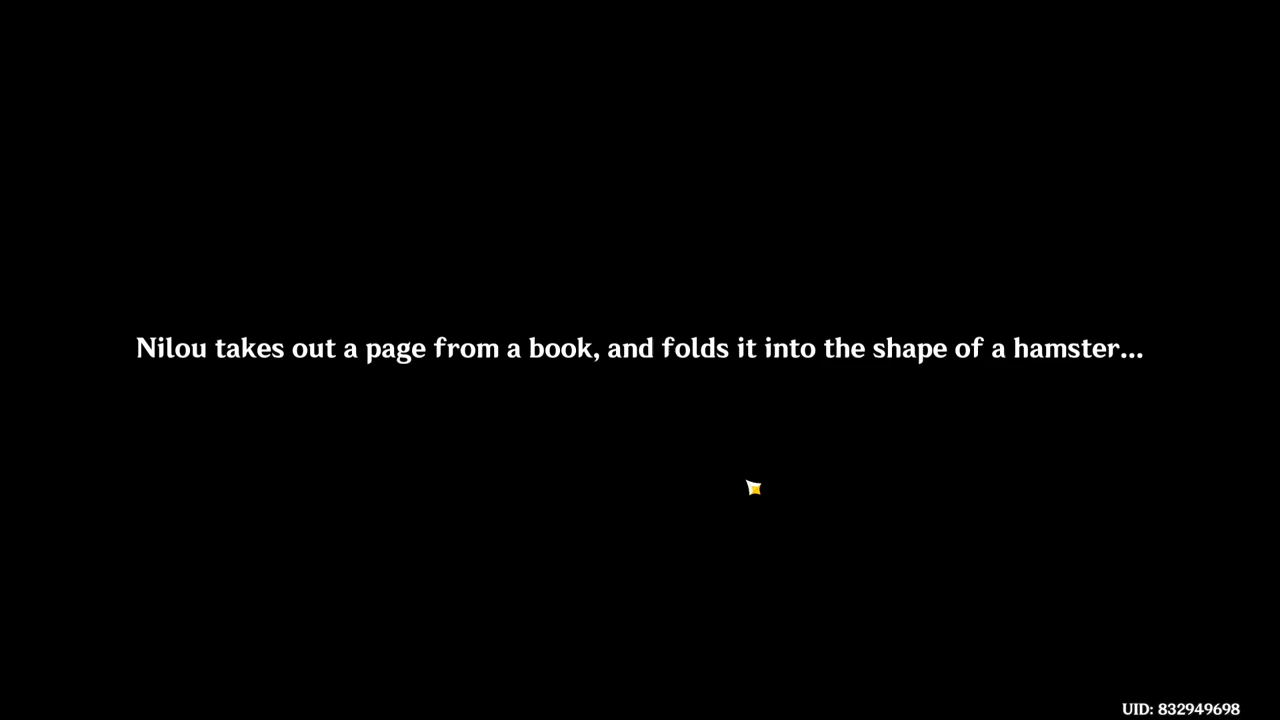 Nilou takes out a page from a book, and folds it into the shape of a hamster...
UID: 832949698